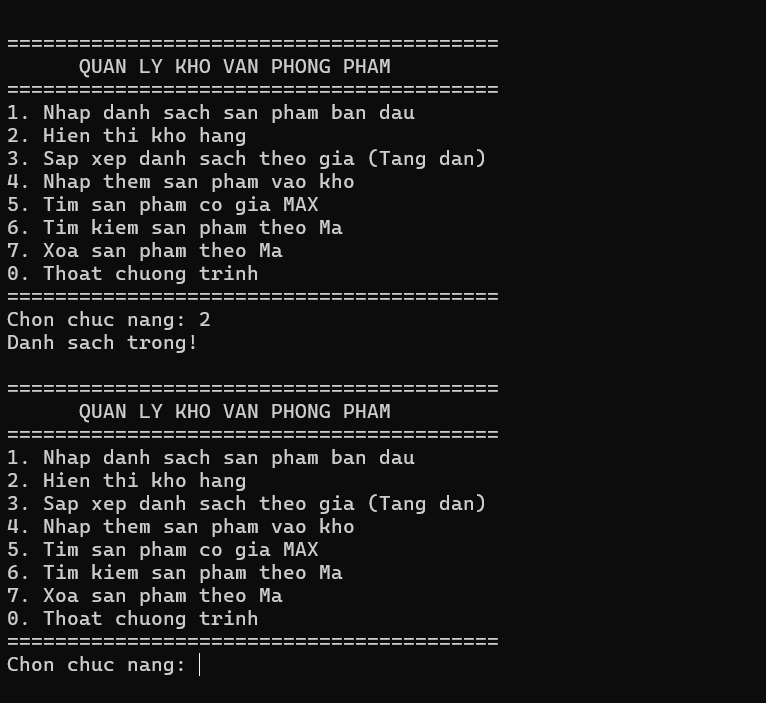 =========================================
QUAN LY KHO VAN PHONG PHAM
=========================================
1. Nhap danh sach san pham ban dau
2. Hien thi kho hang
3. Sap xep danh sach theo gia (Tang dan)
4. Nhap them san pham vao kho
5. Tim san pham co gia MAX
6. Tim kiem san pham theo Ma
7. Xoa san pham theo Ma
0. Thoat chuong trinh
=========================================
Chon chuc nang: 2
Danh sach trong!
=========================================
QUAN LY KHO VAN PHONG PHAM
=========================================
1. Nhap danh sach san pham ban dau
2. Hien thi kho hang
3. Sap xep danh sach theo gia (Tang dan)
4. Nhap them san pham vao kho
5. Tim san pham co gia MAX
6. Tim kiem san pham theo Ma
7. Xoa san pham theo Ma
0. Thoat chuong trinh
=========================================
Chon chuc nang: